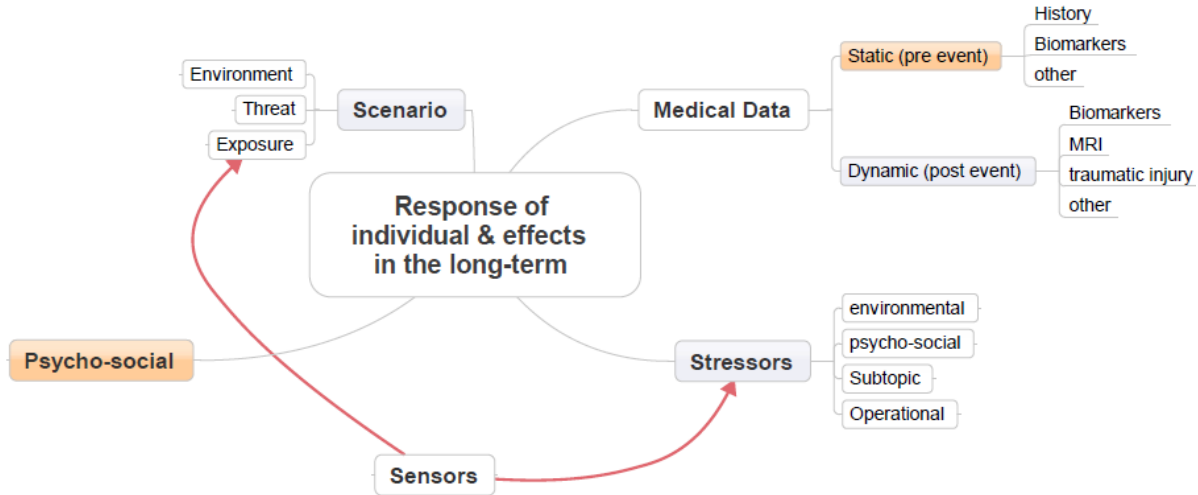 Environment
Threat
Exposure
Scenario
Medical Data
Static (pre event)
History
Biomarkers
other
Dynamic (post event)
Biomarkers
MRI
traumatic injury
other
Response of
individual & effects
in the long-term
Psycho-social
Stressors
environmental
psycho-social
Subtopic
Operational
Sensors